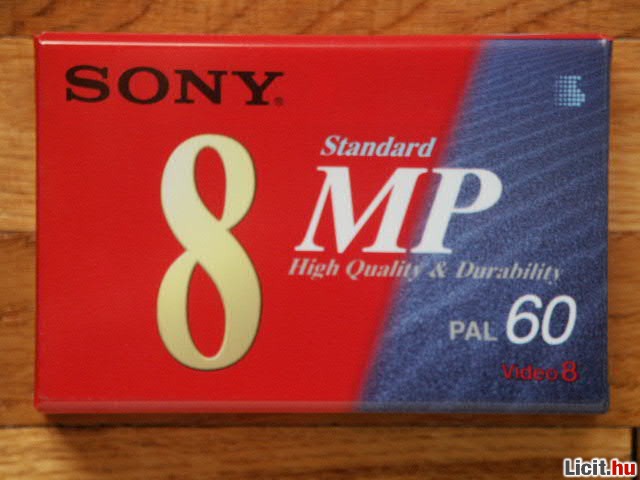 SONY®
8
Standard
MP
High Quality & Durability
PAL 60
Video 8
Licit.hu